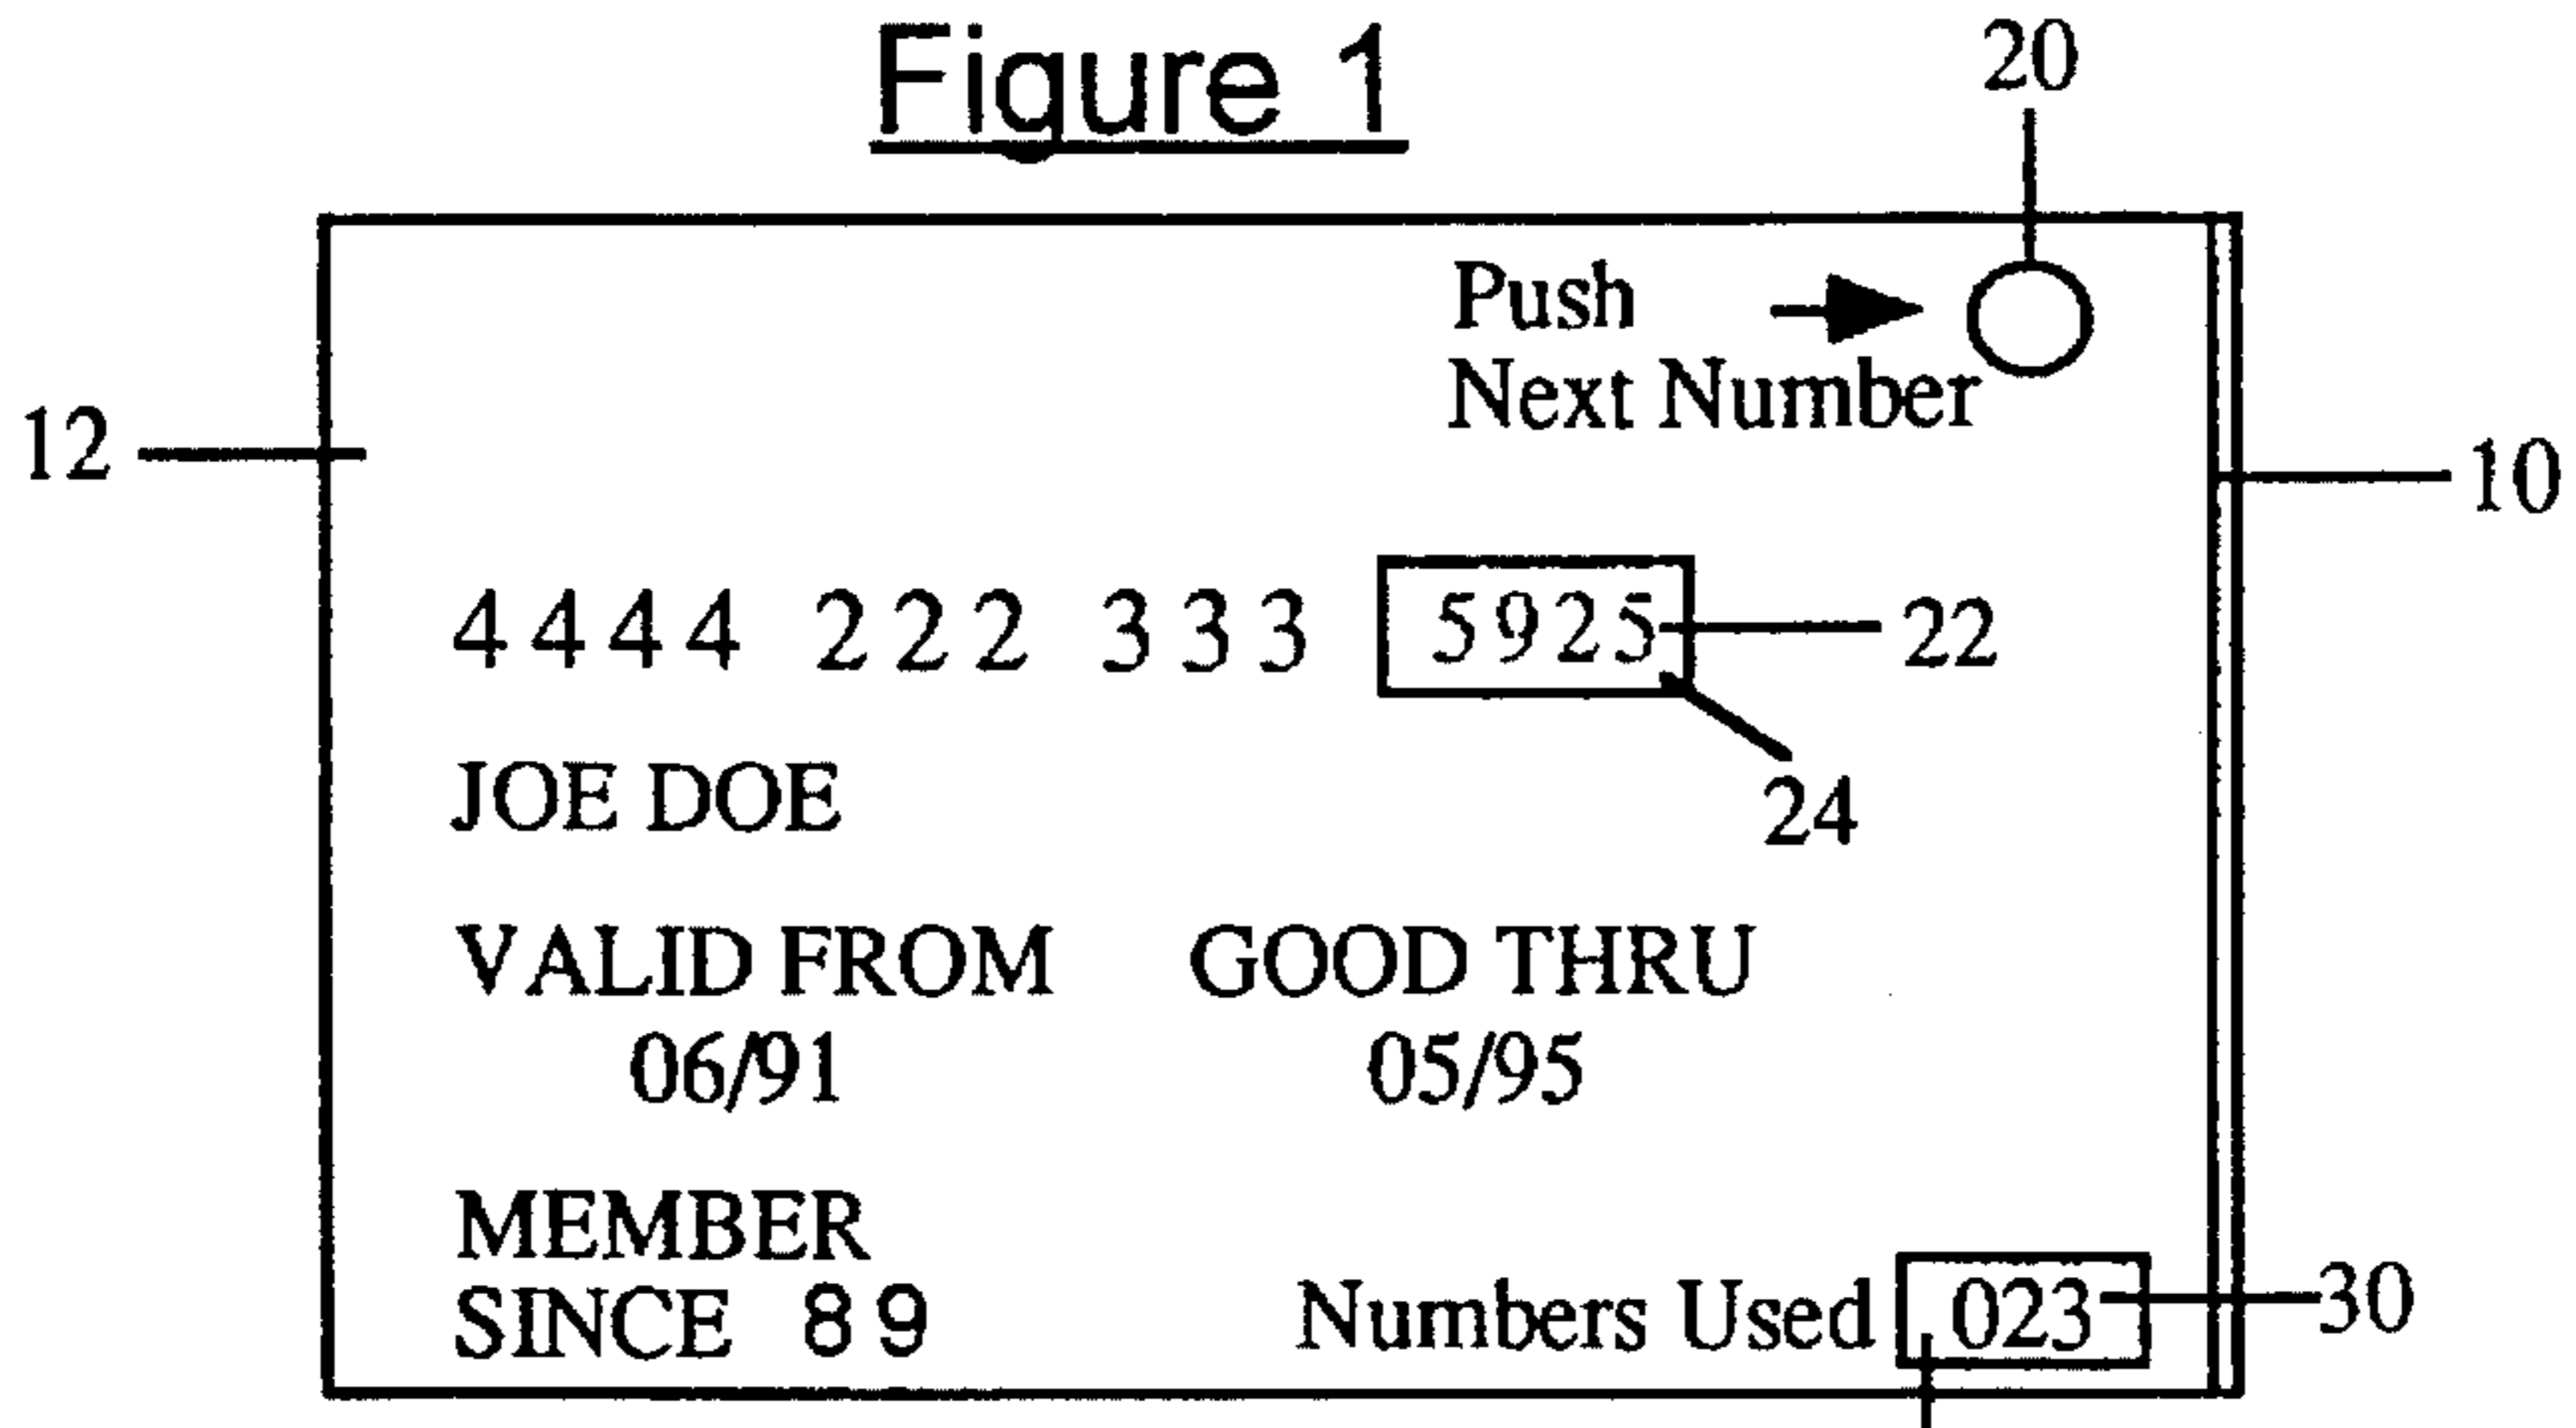 Figure 1
20
Push
Next Number
12
10
4444 222 333 5925
22
24
JOE DOE
VALID FROM GOOD THRU
06/91 05/95
MEMBER
SINCE 89
Numbers Used 023
30